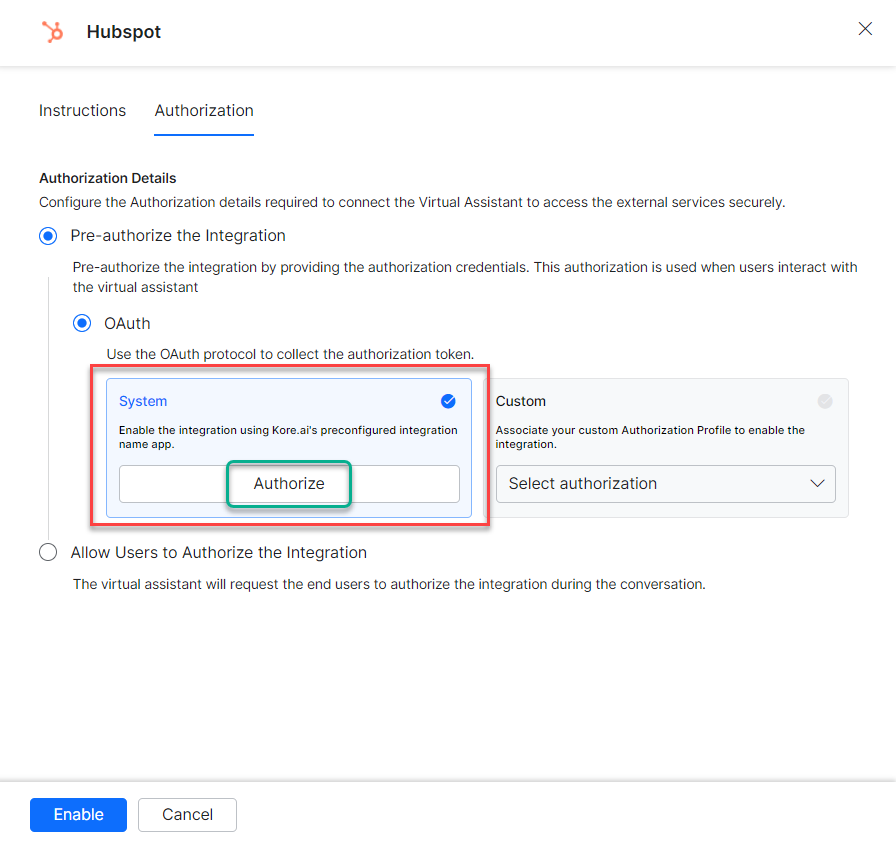 Hubspot
Instructions
Authorization
Authorization Details
Configure the Authorization details required to connect the Virtual Assistant to access the external services securely.
Pre-authorize the Integration
Pre-authorize the integration by providing the authorization credentials. This authorization is used when users interact with
the virtual assistant
OAuth
Use the OAuth protocol to collect the authorization token.
System
Enable the integration using Kore.ai's preconfigured integration
name app.
Authorize
Custom
Associate your custom Authorization Profile to enable the
integration.
Select authorization
Allow Users to Authorize the Integration
The virtual assistant will request the end users to authorize the integration during the conversation.
Enable
Cancel